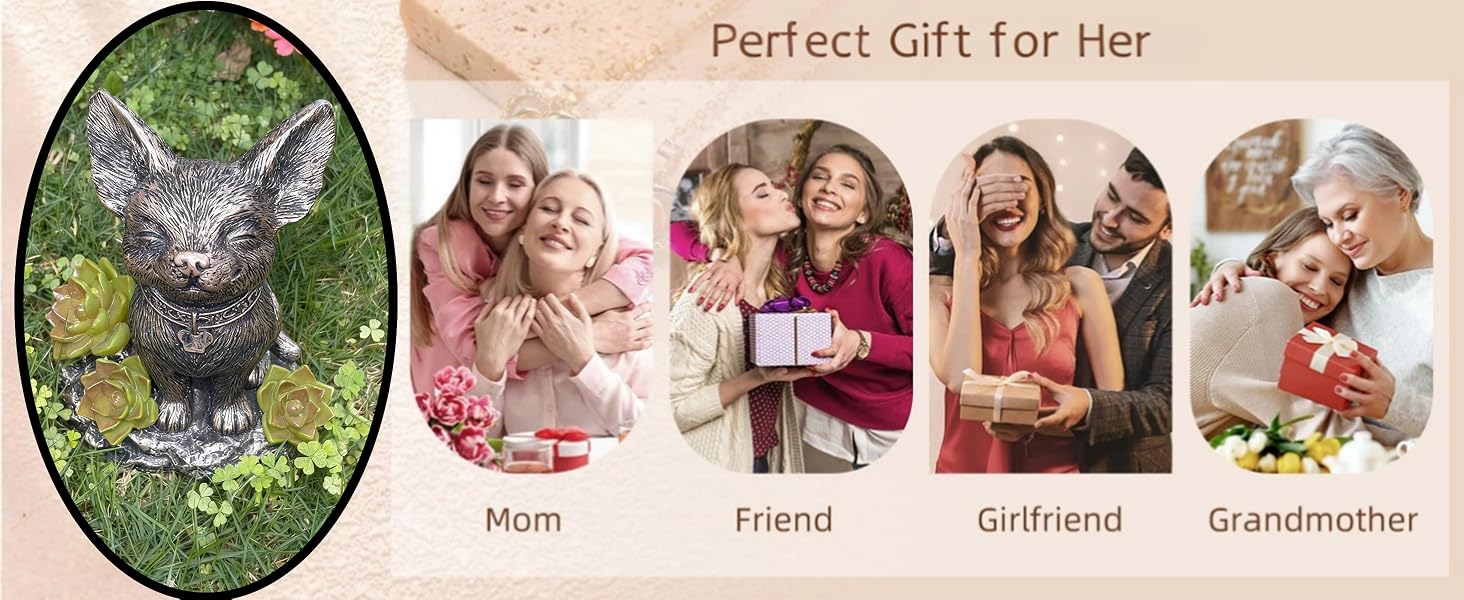 Perfect Gift for Her
Mom
Friend
Girlfriend
Grandmother